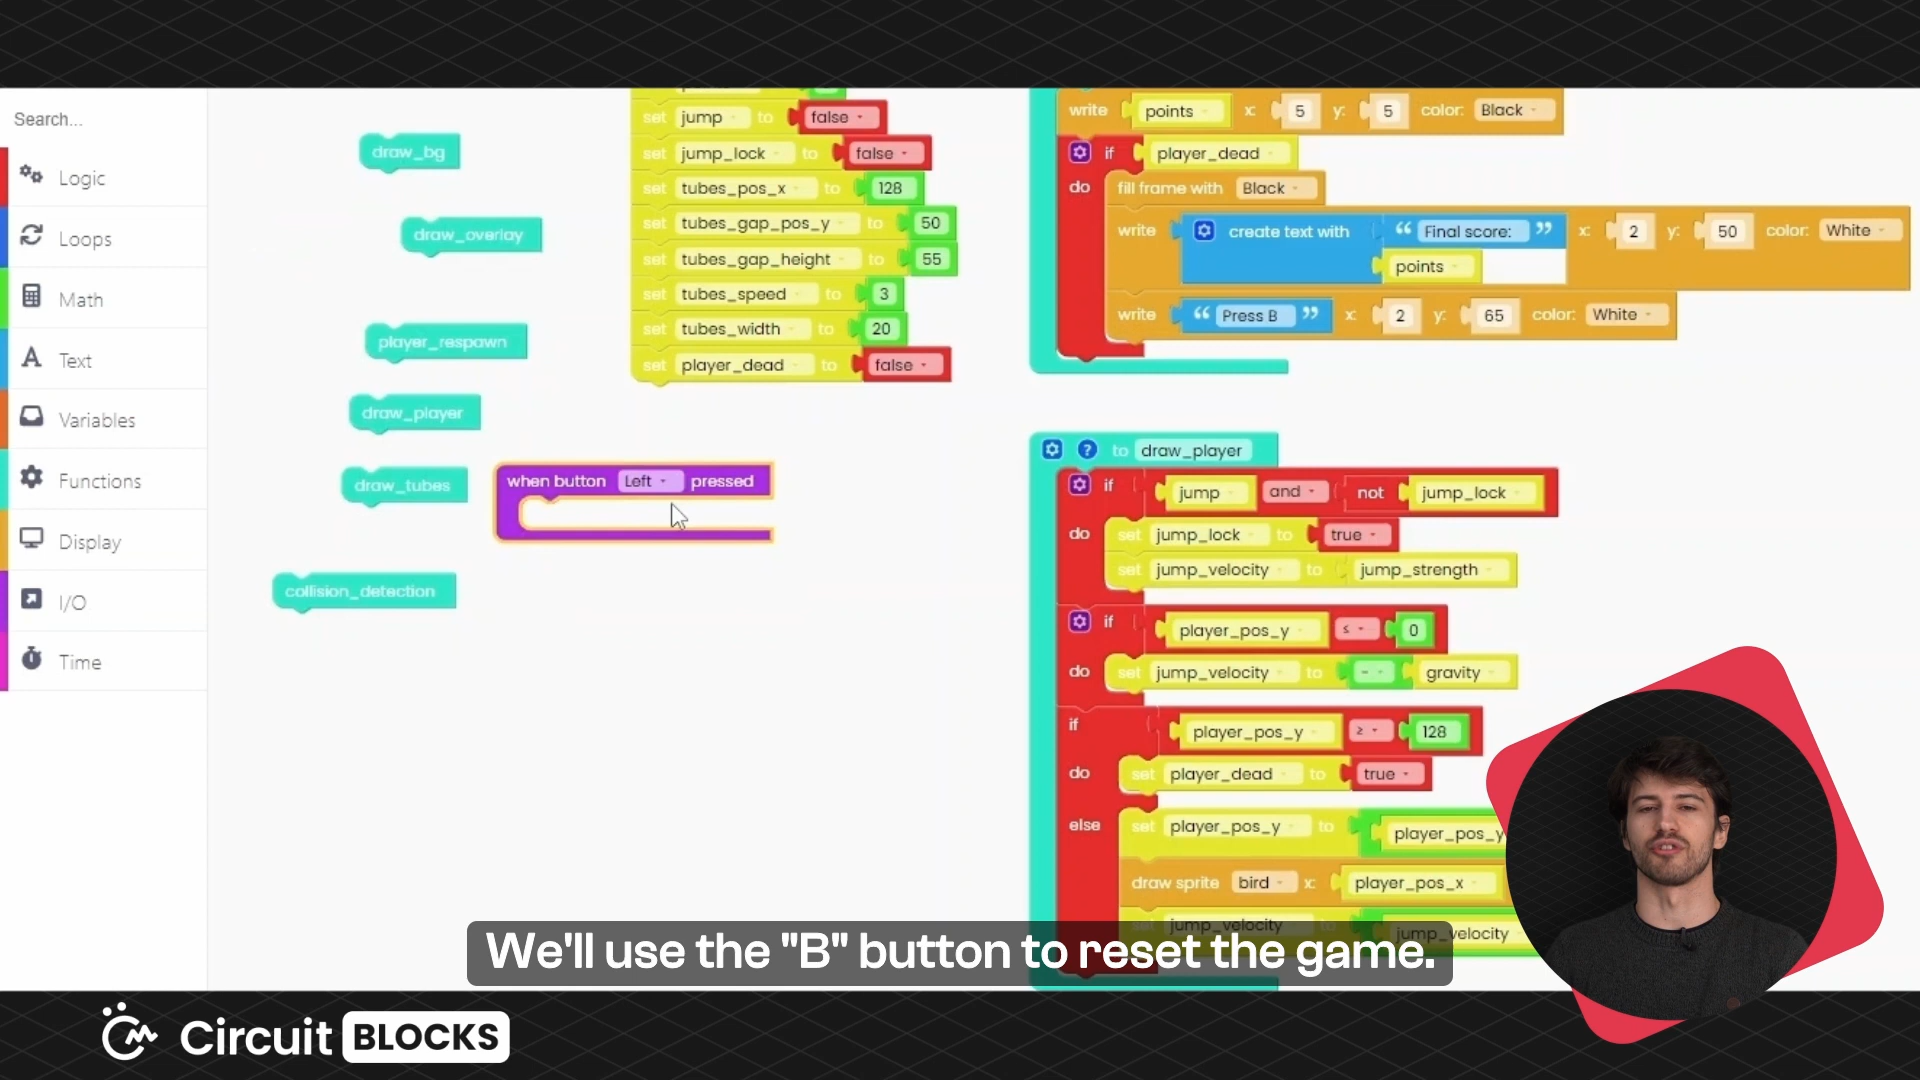 Search...
Logic
Loops
Math
Text
Variables
Functions
Display
I/O
Time
draw_bg
draw_overlay
player_respawn
draw_player
draw_tubes
collision_detection
set jump to false
set jump_lock to false
set tubes_pos_x to 128
set tubes_gap_pos_y to 50
set tubes_gap_height to 55
set tubes_speed to 3
set tubes_width to 20
set player_dead to false
when button Left pressed
write points x: 5 y: 5 color: Black
if player_dead
do fill frame with Black
write create text with “ Final score: ” x: 2 y: 50 color: White
points
write “ Press B ” x: 2 y: 65 color: White
? to draw_player
if jump and not jump_lock
do set jump_lock to true
set jump_velocity to jump_strength
if player_pos_y ≤ 0
do set jump_velocity to - gravity
if player_pos_y ≥ 128
do set player_dead to true
else set player_pos_y to player_pos_y
draw sprite bird x: player_pos_x
set jump_velocity to jump_velocity
We'll use the "B" button to reset the game.
Circuit BLOCKS